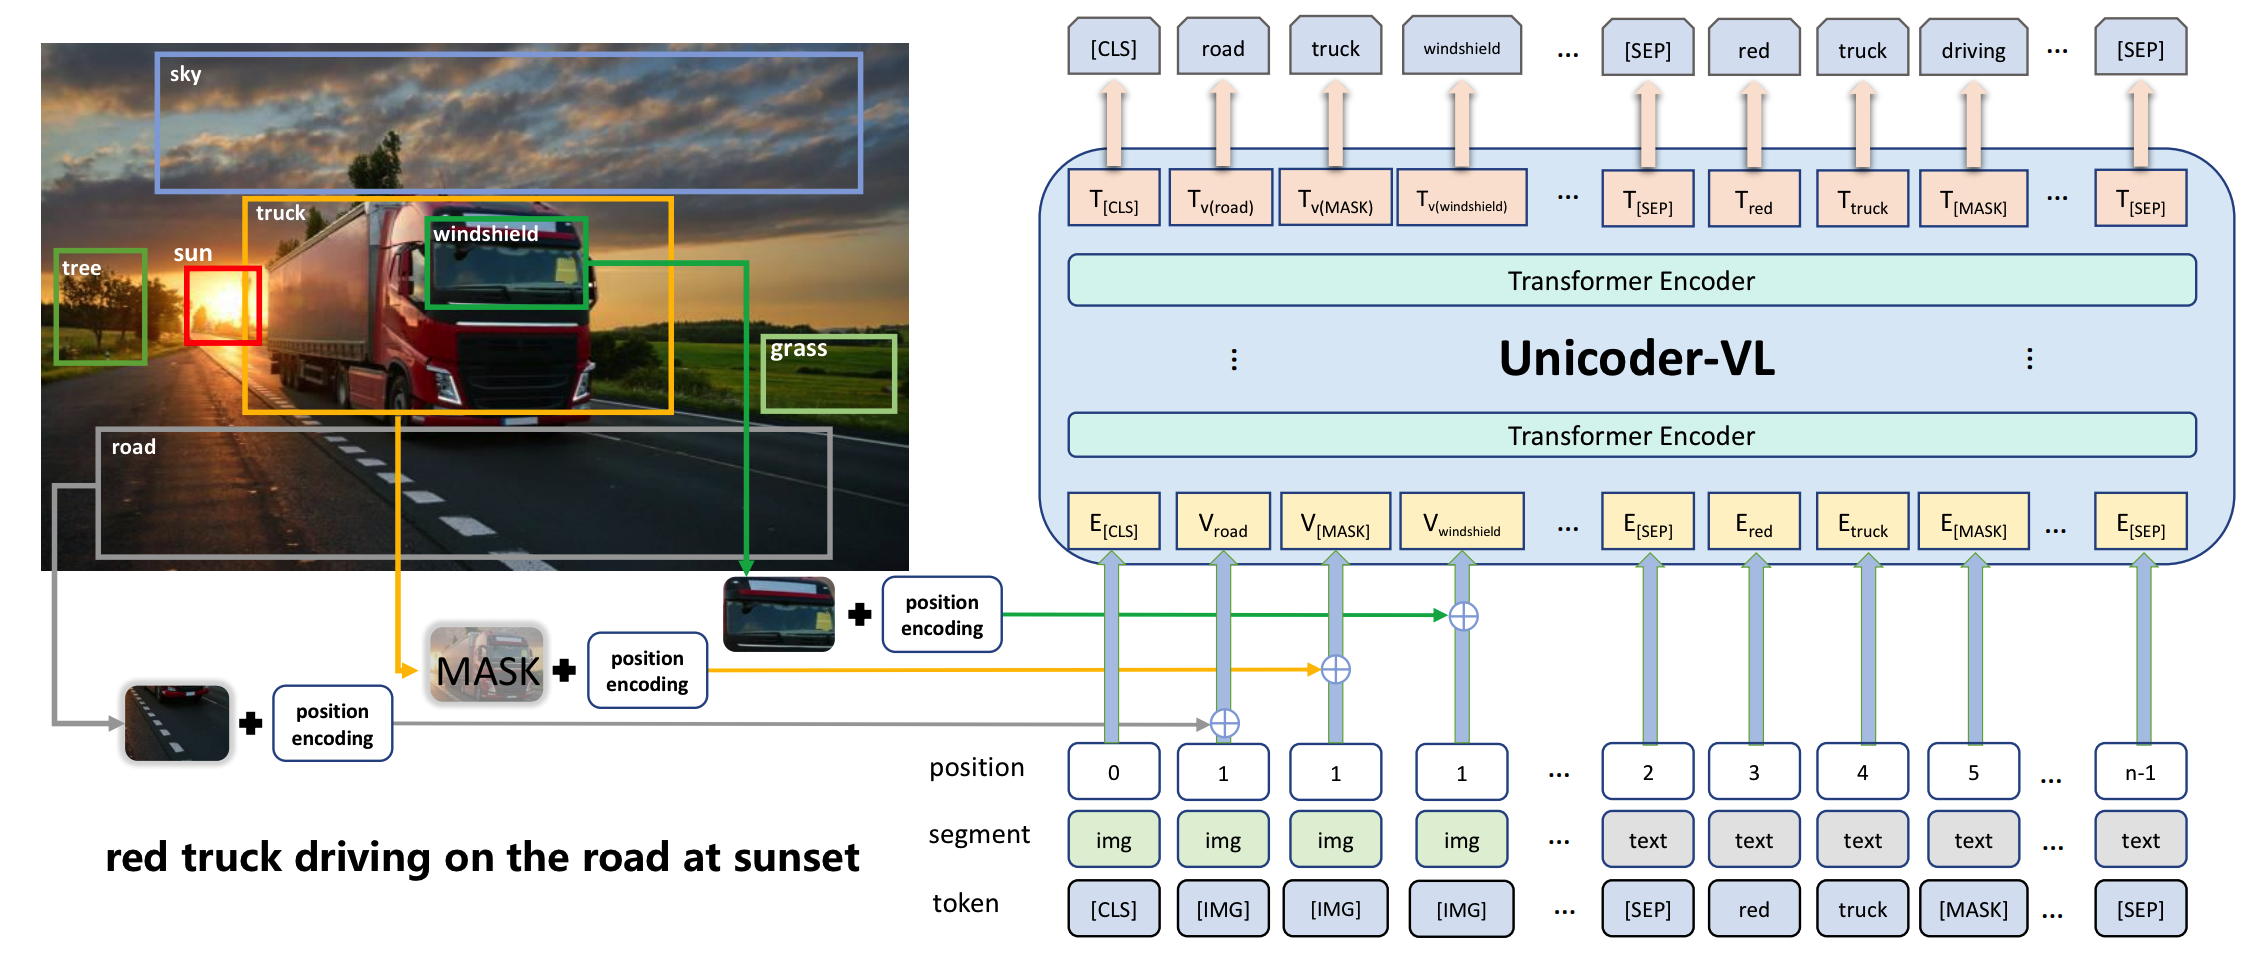 sky
truck
windshield
sun
tree
grass
road
MASK
position
encoding
position
encoding
position
encoding
red truck driving on the road at sunset
[CLS] road truck windshield ... [SEP] red truck driving ... [SEP]
T[CLS] Tv(road) Tv(MASK) Tv(windshield) ... T[SEP] Tred Ttruck T[MASK] ... T[SEP]
Transformer Encoder
⋮ Unicoder-VL ⋮
Transformer Encoder
E[CLS] Vroad V[MASK] Vwindshield ... E[SEP] Ered Etruck E[MASK] ... E[SEP]
position 0 1 1 1 ... 2 3 4 5 ... n-1
segment img img img img ... text text text text ... text
token [CLS] [IMG] [IMG] [IMG] ... [SEP] red truck [MASK] ... [SEP]